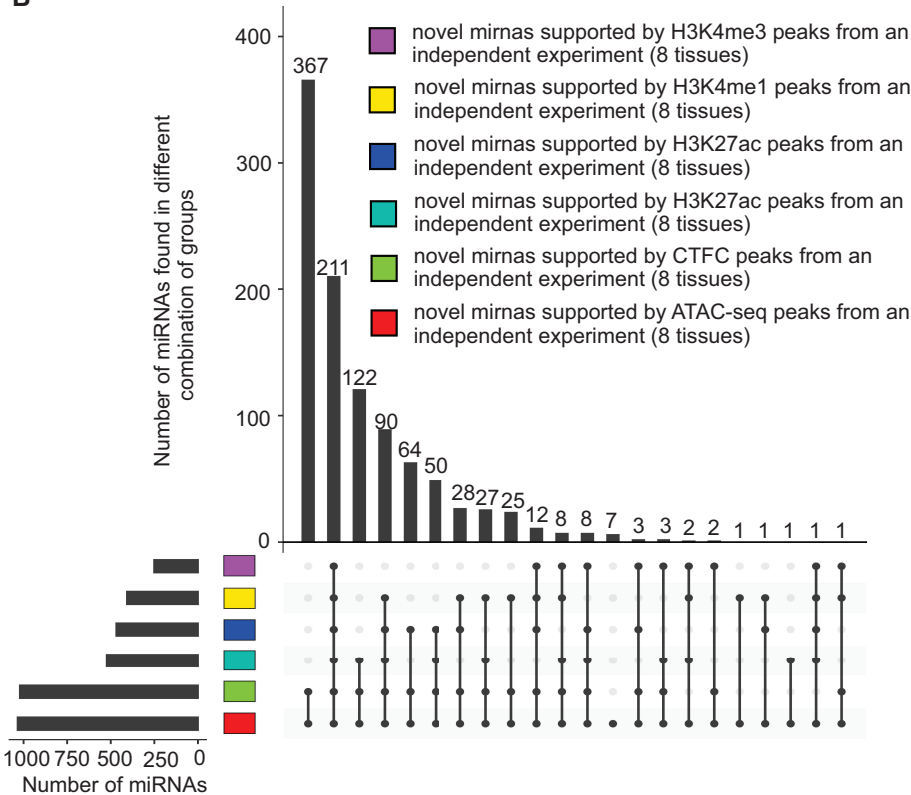 400
300
200
100
0
Number of miRNAs found in different
combination of groups
novel mirnas supported by H3K4me3 peaks from an
independent experiment (8 tissues)
novel mirnas supported by H3K4me1 peaks from an
independent experiment (8 tissues)
novel mirnas supported by H3K27ac peaks from an
independent experiment (8 tissues)
novel mirnas supported by H3K27ac peaks from an
independent experiment (8 tissues)
novel mirnas supported by CTFC peaks from an
independent experiment (8 tissues)
novel mirnas supported by ATAC-seq peaks from an
independent experiment (8 tissues)
367
211
122
90
64
50
28
27
25
12
8
8
7
3
3
2
2
1
1
1
1
1
1000 750 500 250 0
Number of miRNAs